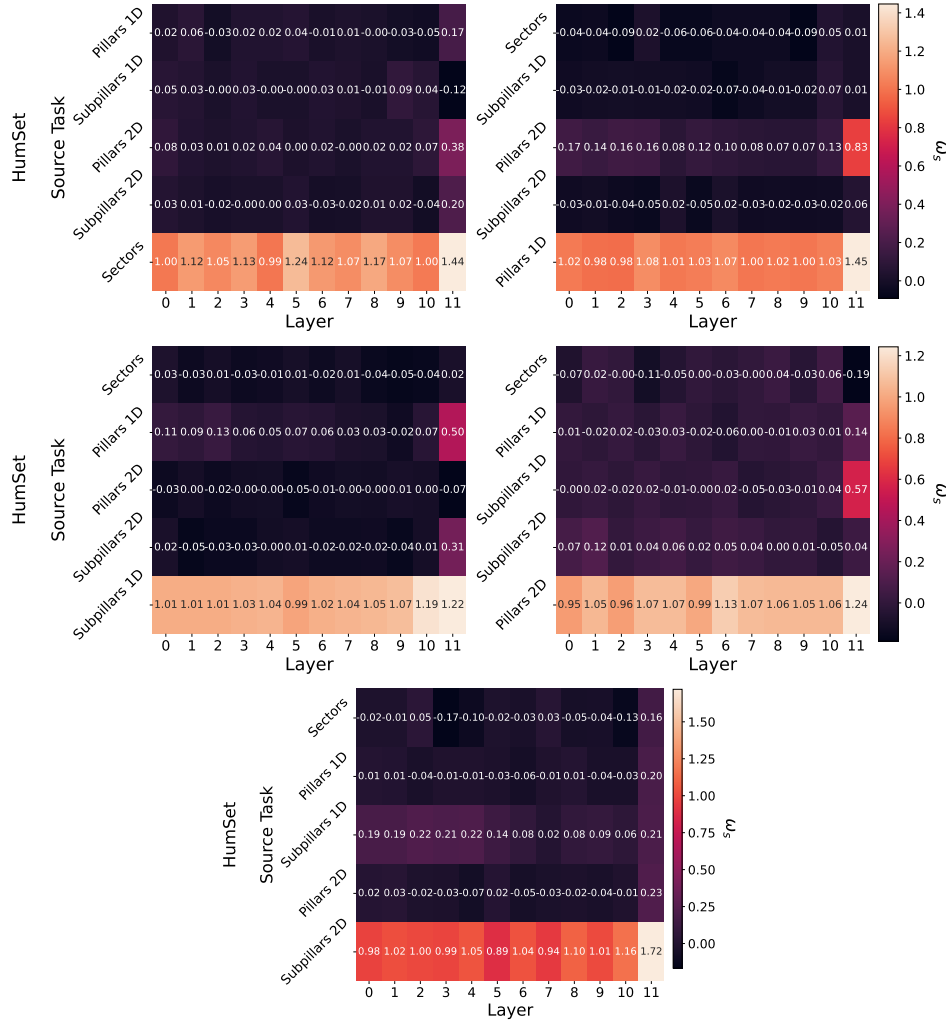 HumSet
Source Task
Pillars 1D
0.02 0.06 -0.03 0.02 0.02 0.04 -0.01 0.01 -0.00 -0.03 -0.05 0.17
Subpillars 1D
0.05 0.03 -0.00 0.03 -0.00 -0.00 0.03 0.01 -0.01 0.09 0.04 -0.12
Pillars 2D
0.08 0.03 0.01 0.02 0.04 0.00 0.02 -0.00 0.02 0.02 0.07 0.38
Subpillars 2D
0.03 0.01 -0.02 -0.00 0.00 0.03 -0.03 -0.02 0.01 0.02 -0.04 0.20
Sectors
1.00 1.12 1.05 1.13 0.99 1.24 1.12 1.07 1.17 1.07 1.00 1.44
0 1 2 3 4 5 6 7 8 9 10 11
Layer
Sectors
-0.04 -0.04 -0.09 0.02 -0.06 -0.06 -0.04 -0.04 -0.04 -0.09 0.05 0.01
Subpillars 1D
-0.03 -0.02 -0.01 -0.01 -0.01 -0.02 -0.07 -0.04 -0.01 -0.02 0.07 0.01
Pillars 2D
0.17 0.14 0.16 0.16 0.08 0.12 0.10 0.08 0.07 0.07 0.13 0.83
Subpillars 2D
-0.03 -0.01 -0.04 -0.05 0.02 -0.02 0.02 -0.03 -0.02 -0.03 -0.02 0.06
Pillars 1D
1.02 0.98 0.98 1.08 1.01 1.03 1.07 1.00 1.02 1.00 1.03 1.45
0 1 2 3 4 5 6 7 8 9 10 11
Layer
1.4
1.2
1.0
0.8
0.6
0.4
0.2
0.0
ωs
HumSet
Source Task
Sectors
-0.03 -0.03 0.01 -0.03 -0.01 0.01 -0.02 0.01 -0.04 -0.05 -0.04 0.02
Pillars 1D
0.11 0.09 0.13 0.06 0.05 0.07 0.06 0.03 0.03 -0.02 0.07 0.50
Pillars 2D
-0.03 0.00 -0.02 -0.00 -0.00 -0.05 -0.01 -0.00 -0.00 0.01 0.00 -0.07
Subpillars 2D
0.02 -0.05 -0.03 -0.03 -0.00 0.01 -0.02 -0.02 -0.02 -0.04 0.01 0.31
Subpillars 1D
1.01 1.01 1.01 1.03 1.04 0.99 1.02 1.04 1.05 1.07 1.19 1.22
0 1 2 3 4 5 6 7 8 9 10 11
Layer
Sectors
-0.07 0.02 -0.00 -0.11 -0.05 0.00 -0.03 -0.00 0.04 -0.03 0.06 -0.19
Pillars 1D
0.01 -0.02 0.02 -0.03 0.03 -0.02 -0.06 0.00 -0.01 0.03 0.01 0.14
Subpillars 1D
-0.00 0.02 0.02 -0.02 0.01 -0.00 -0.02 0.02 -0.05 -0.03 0.04 0.57
Subpillars 2D
0.07 0.12 0.01 0.04 0.06 0.02 0.05 0.04 0.00 0.01 -0.05 0.04
Pillars 2D
0.95 1.05 0.96 1.07 1.07 0.99 1.13 1.07 1.06 1.05 1.06 1.24
0 1 2 3 4 5 6 7 8 9 10 11
Layer
1.2
1.0
0.8
0.6
0.4
0.2
0.0
ωs
HumSet
Source Task
Sectors
-0.02 -0.01 0.05 -0.17 -0.10 -0.02 -0.03 0.03 -0.05 -0.04 -0.13 0.16
Pillars 1D
0.01 0.01 -0.04 -0.01 -0.01 -0.03 -0.06 -0.01 0.01 -0.04 -0.03 0.20
Subpillars 1D
0.19 0.19 0.22 0.21 0.22 0.14 0.08 0.02 0.08 0.09 0.06 0.21
Pillars 2D
0.02 0.03 -0.02 -0.03 -0.07 0.02 -0.05 -0.03 -0.02 -0.04 -0.01 0.23
Subpillars 2D
0.98 1.02 1.00 0.99 1.05 0.89 1.04 0.94 1.10 1.01 1.16 1.72
0 1 2 3 4 5 6 7 8 9 10 11
Layer
1.50
1.25
1.00
0.75
0.50
0.25
0.00
ωs